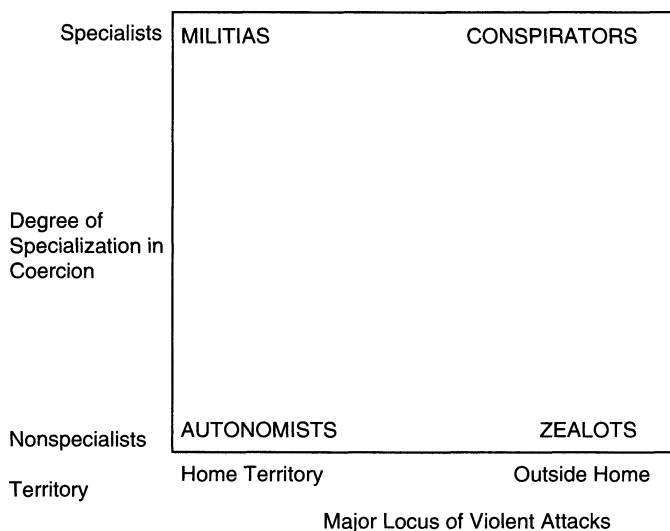 Specialists MILITIAS CONSPIRATORS
Degree of
Specialization in
Coercion
Nonspecialists AUTONOMISTS ZEALOTS
Home Territory Outside Home
Territory
Major Locus of Violent Attacks